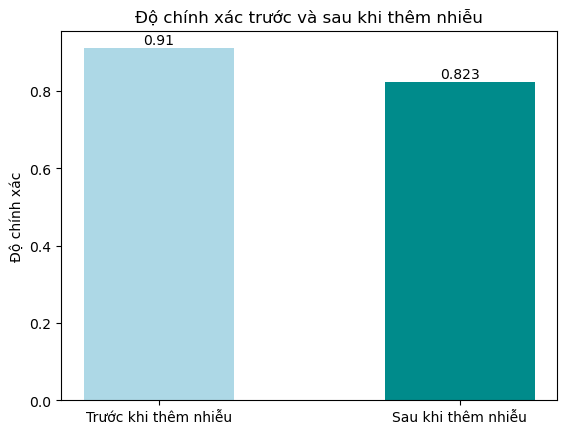 Độ chính xác trước và sau khi thêm nhiễu
0.91
0.823
Độ chính xác
0.8
0.6
0.4
0.2
0.0
Trước khi thêm nhiễu
Sau khi thêm nhiễu